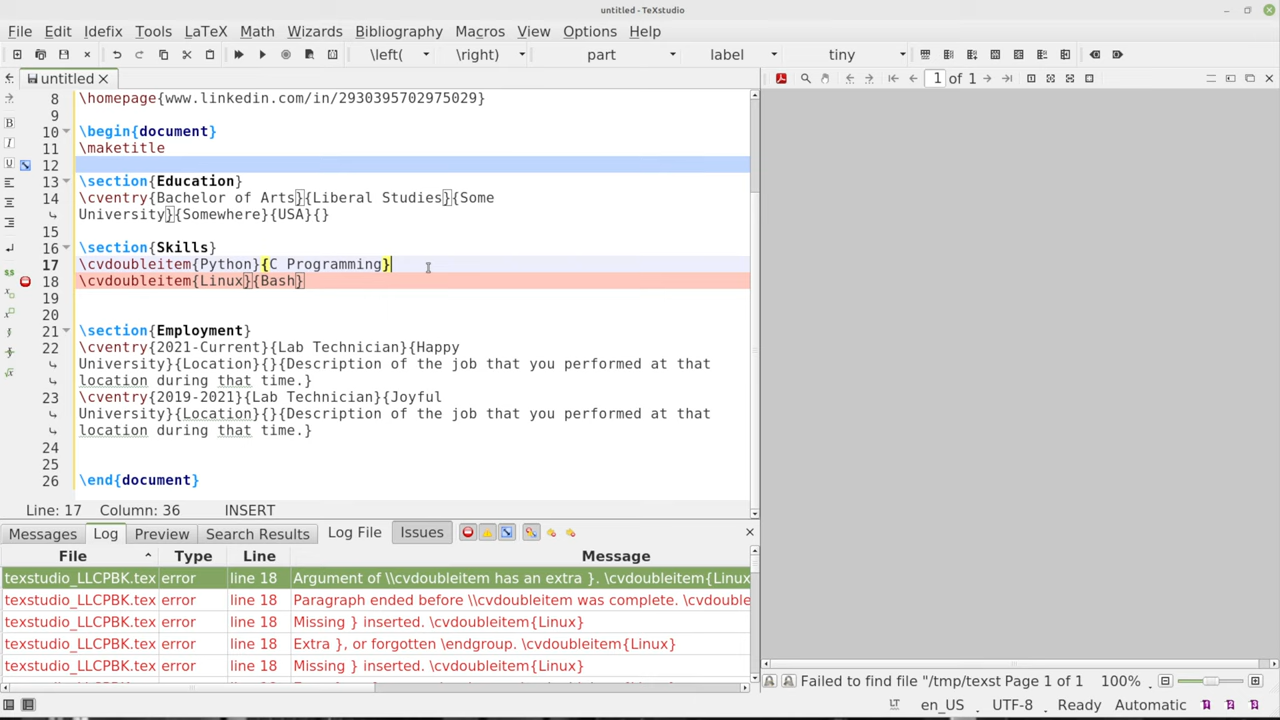 untitled - TeXstudio
File Edit Idefix Tools LaTeX Math Wizards Bibliography Macros View Options Help
\left( \right) part label tiny
untitled
1 of 1
8 \homepage{www.linkedin.com/in/2930395702975029}
9
10 \begin{document}
11 \maketitle
12
13 \section{Education}
14 \cventry{Bachelor of Arts}{Liberal Studies}{Some
University}{Somewhere}{USA}{}
15
16 \section{Skills}
17 \cvdoubleitem{Python}{C Programming}
18 \cvdoubleitem{Linux}{Bash}
19
20
21 \section{Employment}
22 \cventry{2021-Current}{Lab Technician}{Happy
University}{Location}{}{Description of the job that you performed at that
location during that time.}
23 \cventry{2019-2021}{Lab Technician}{Joyful
University}{Location}{}{Description of the job that you performed at that
location during that time.}
24
25
26 \end{document}
Line: 17 Column: 36 INSERT
Messages Log Preview Search Results Log File Issues
File Type Line Message
texstudio_LLCPBK.tex error line 18 Argument of \\cvdoubleitem has an extra }. \cvdoubleitem{Linux
texstudio_LLCPBK.tex error line 18 Paragraph ended before \\cvdoubleitem was complete. \cvdouble
texstudio_LLCPBK.tex error line 18 Missing } inserted. \cvdoubleitem{Linux}
texstudio_LLCPBK.tex error line 18 Extra }, or forgotten \endgroup. \cvdoubleitem{Linux}
texstudio_LLCPBK.tex error line 18 Missing } inserted. \cvdoubleitem{Linux}
Failed to find file "/tmp/texst Page 1 of 1 100%
en_US UTF-8 Ready Automatic